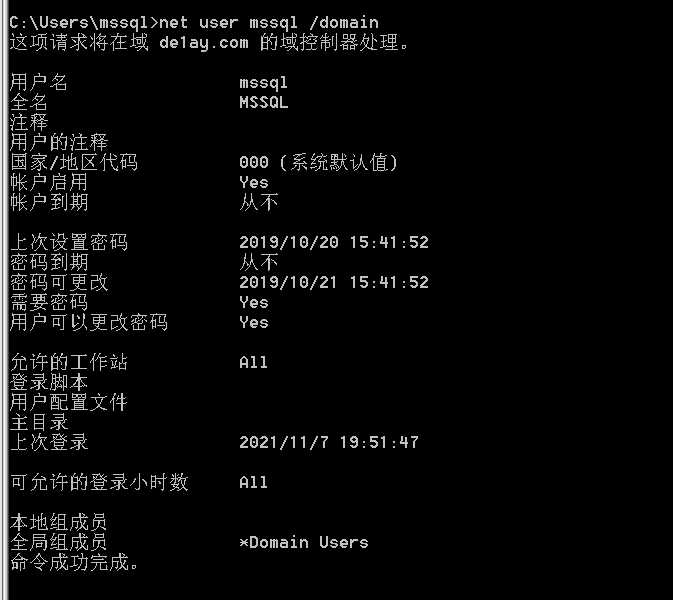 C:\Users\mssql>net user mssql /domain
这项请求将在域 de1ay.com 的域控制器处理。
用户名 mssql
全名 MSSQL
注释
用户的注释
国家/地区代码 000 (系统默认值)
帐户启用 Yes
帐户到期 从不
上次设置密码 2019/10/20 15:41:52
密码到期 从不
密码可更改 2019/10/21 15:41:52
需要密码 Yes
用户可以更改密码 Yes
允许的工作站 All
登录脚本
用户配置文件
主目录
上次登录 2021/11/7 19:51:47
可允许的登录小时数 All
本地组成员
全局组成员 *Domain Users
命令成功完成。